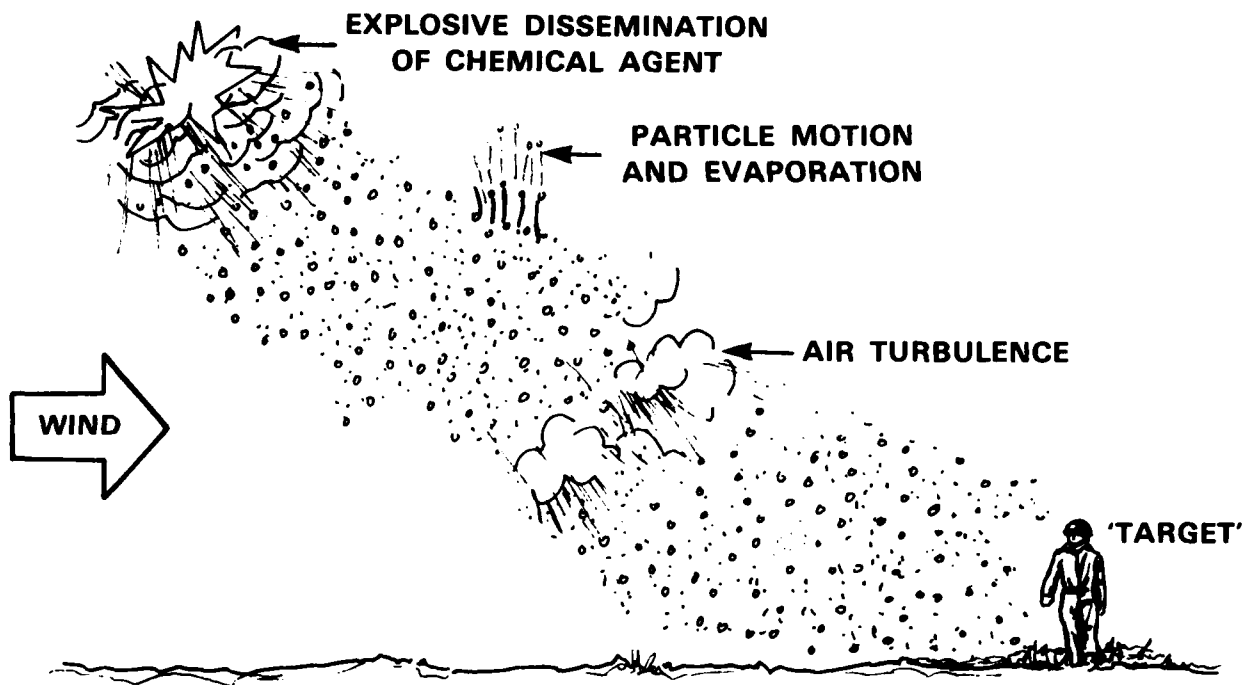 EXPLOSIVE DISSEMINATION
OF CHEMICAL AGENT
PARTICLE MOTION
AND EVAPORATION
AIR TURBULENCE
WIND
'TARGET'